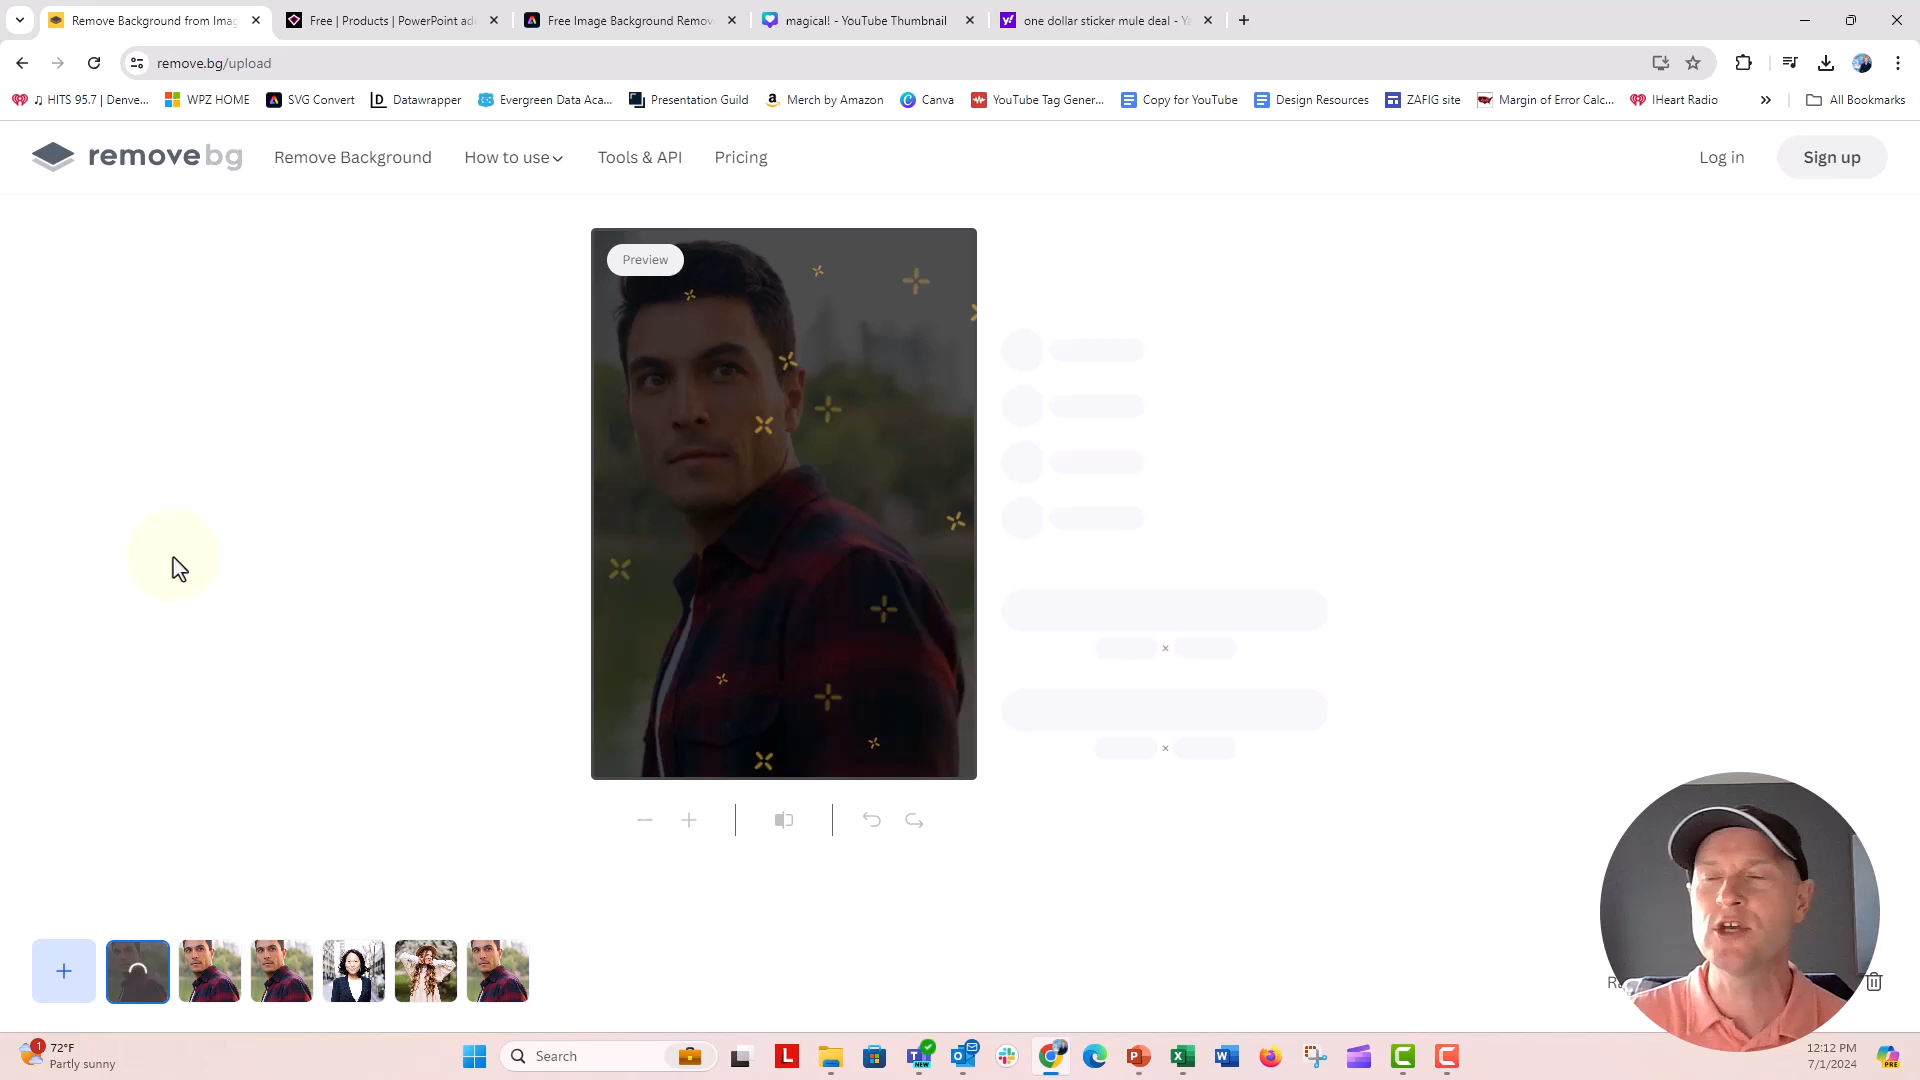 Remove Background from Imag
Free | Products | PowerPoint ad
Free Image Background Remov
magical! - YouTube Thumbnail
one dollar sticker mule deal - Ya
remove.bg/upload
♫ HITS 95.7 | Denve...
WPZ HOME
SVG Convert
Datawrapper
Evergreen Data Aca...
Presentation Guild
Merch by Amazon
Canva
YouTube Tag Gener...
Copy for YouTube
Design Resources
ZAFIG site
Margin of Error Calc...
IHeart Radio
All Bookmarks
removebg
Remove Background
How to use
Tools & API
Pricing
Log in
Sign up
Preview
72°F
Partly sunny
Search
NEW
12:12 PM
7/1/2024
PRE